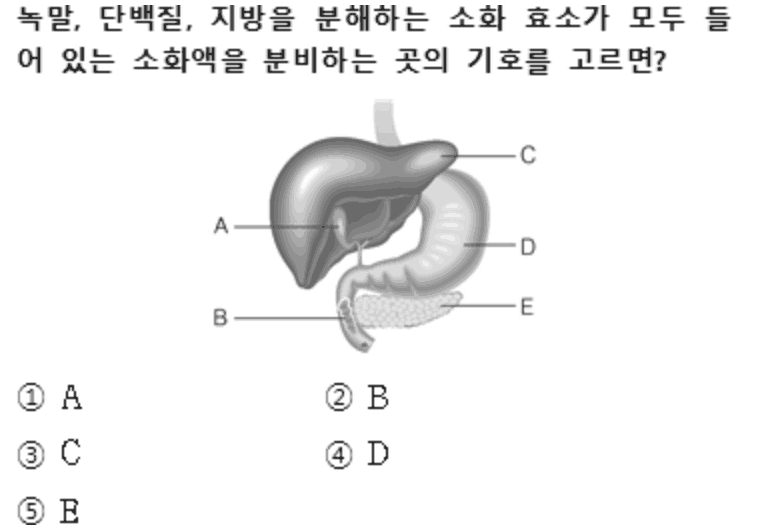 녹말, 단백질, 지방을 분해하는 소화 효소가 모두 들
어 있는 소화액을 분비하는 곳의 기호를 고르면?
C
A
D
E
B
① A ② B
③ C ④ D
⑤ E